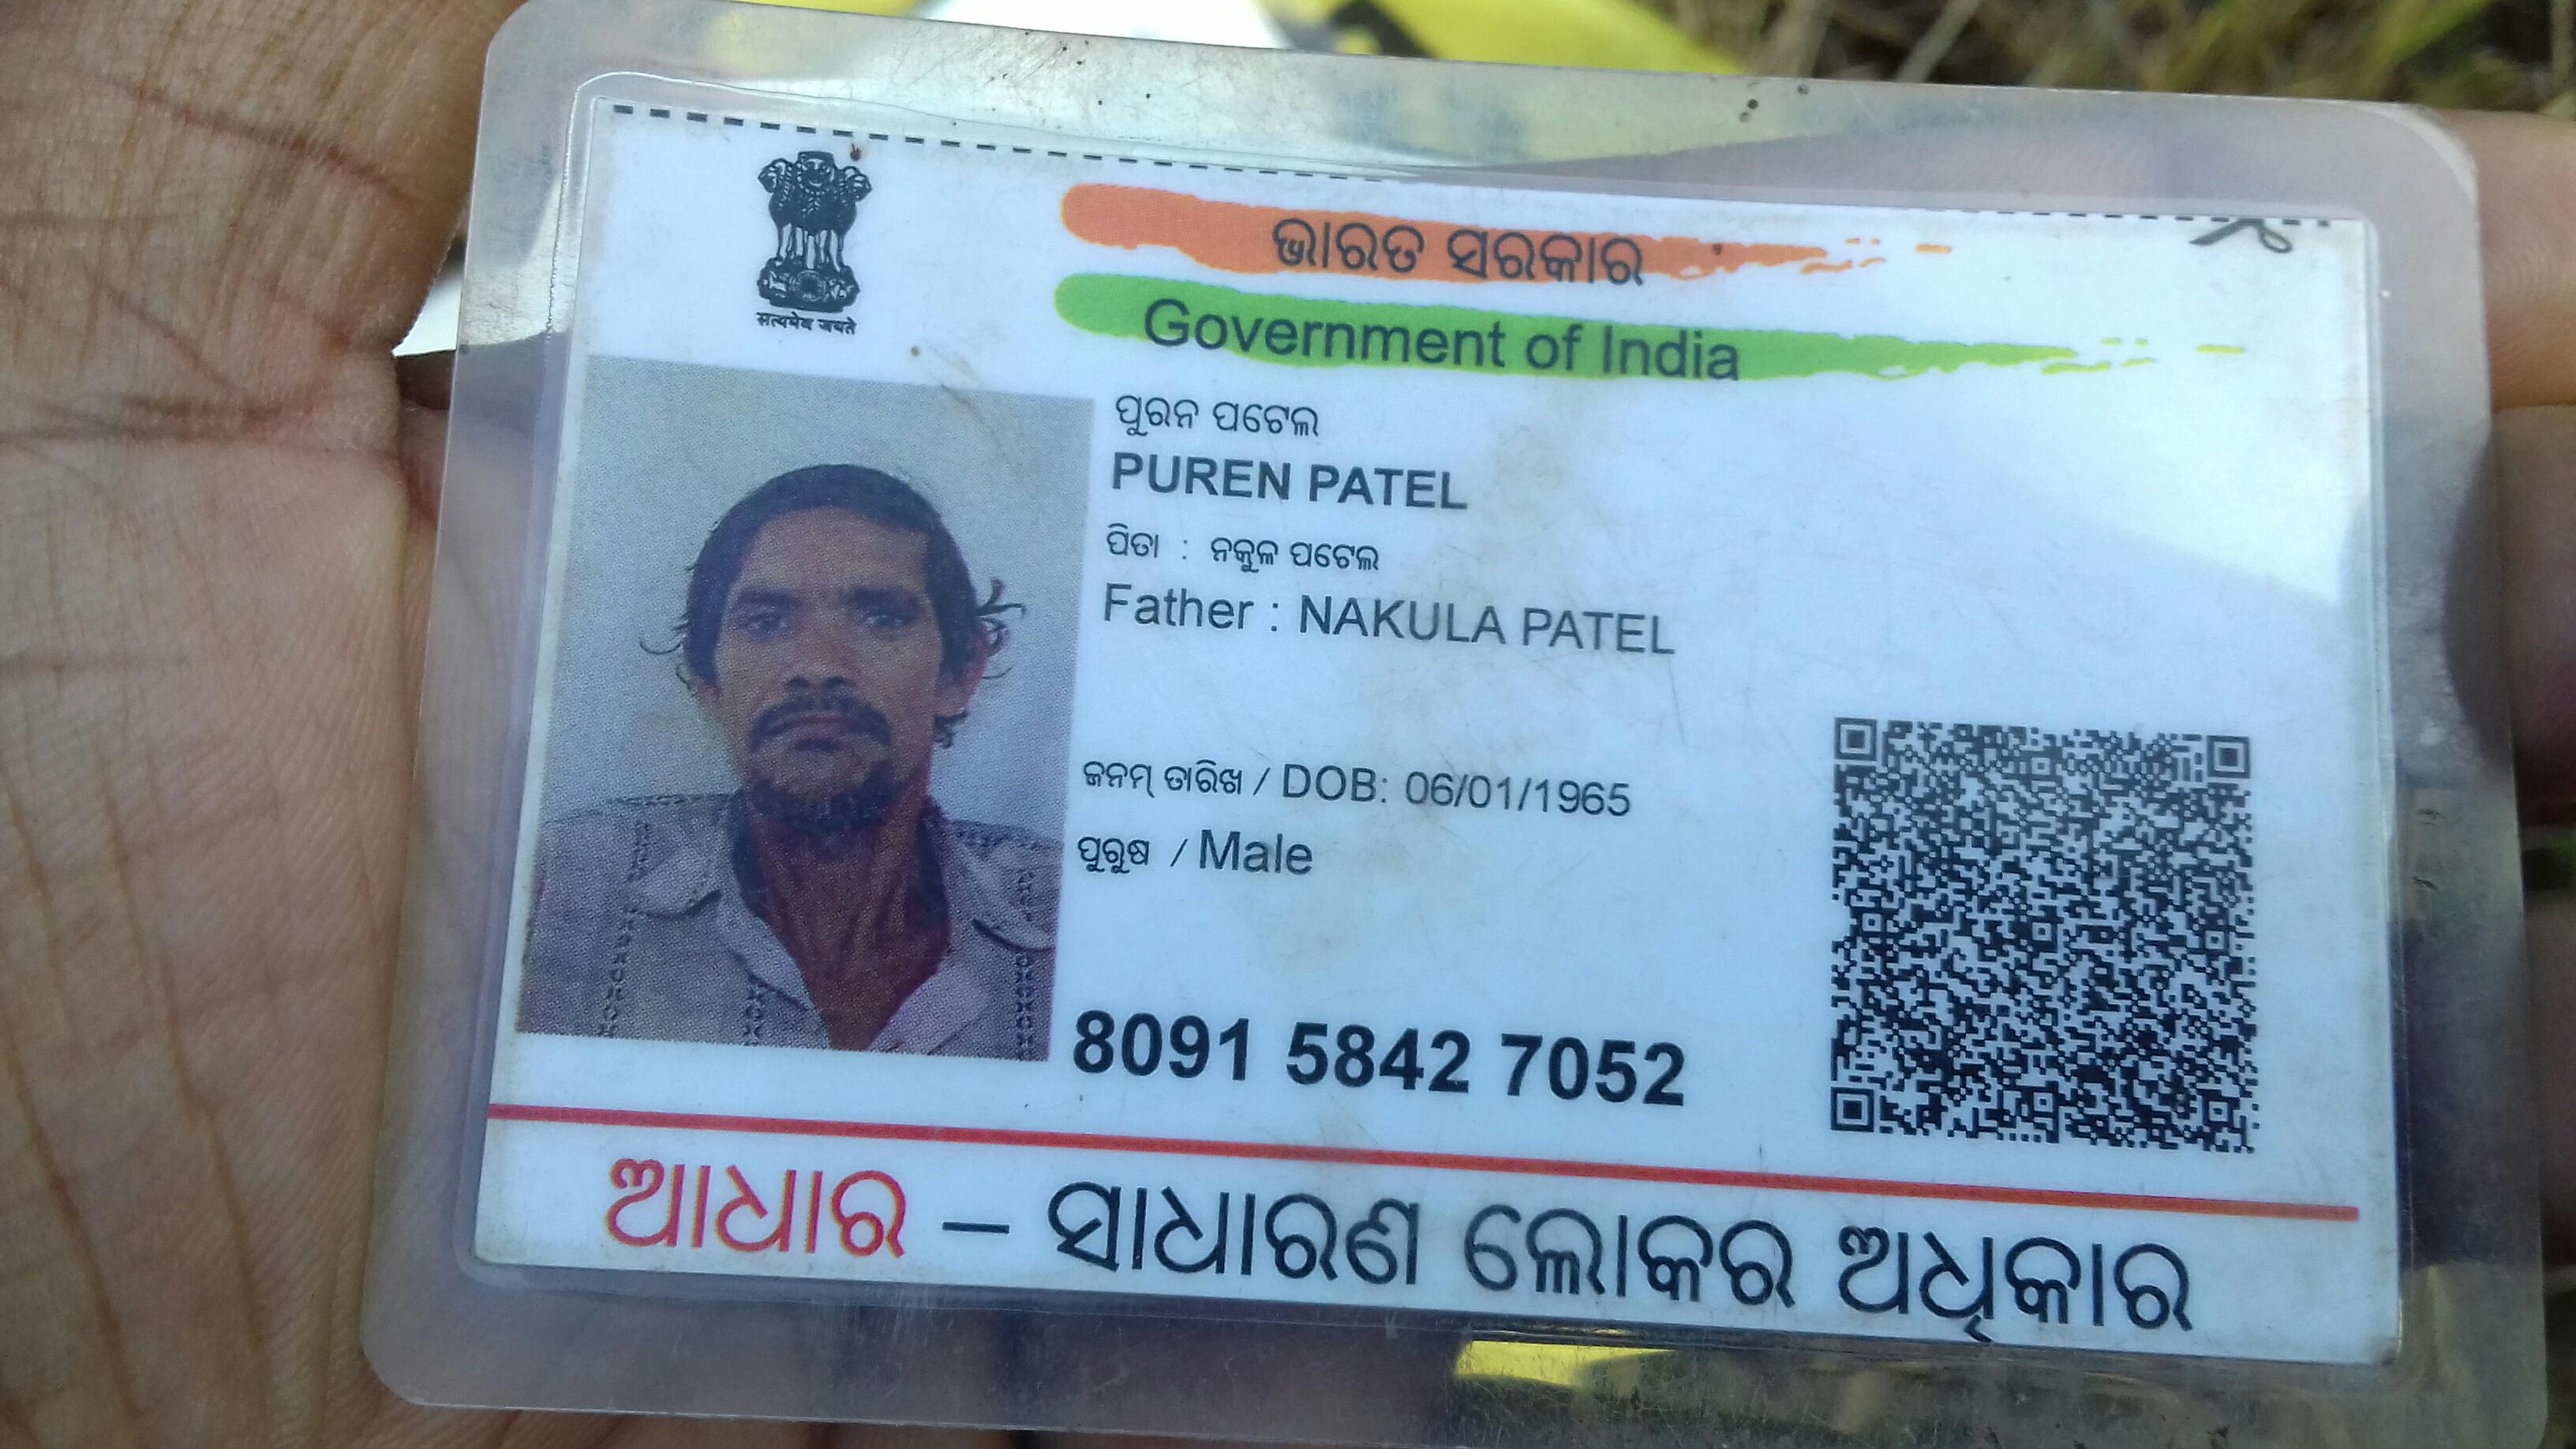 सत्यमेव जयते
ଭାରତ ସରକାର
Government of India
ପୁରନ ପଟେଲ
PUREN PATEL
ପିତା : ନକୁଳ ପଟେଲ
Father : NAKULA PATEL
ଜନମ୍ ତାରିଖ / DOB: 06/01/1965
ପୁରୁଷ / Male
8091 5842 7052
ଆଧାର – ସାଧାରଣ ଲୋକର ଅଧିକାର